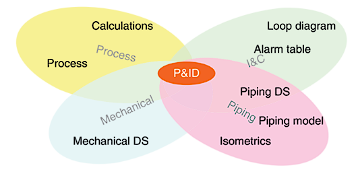 Calculations
Loop diagram
Process
Alarm table
I&C
Process
P&ID
Piping DS
Mechanical
Piping
Piping model
Mechanical DS
Isometrics